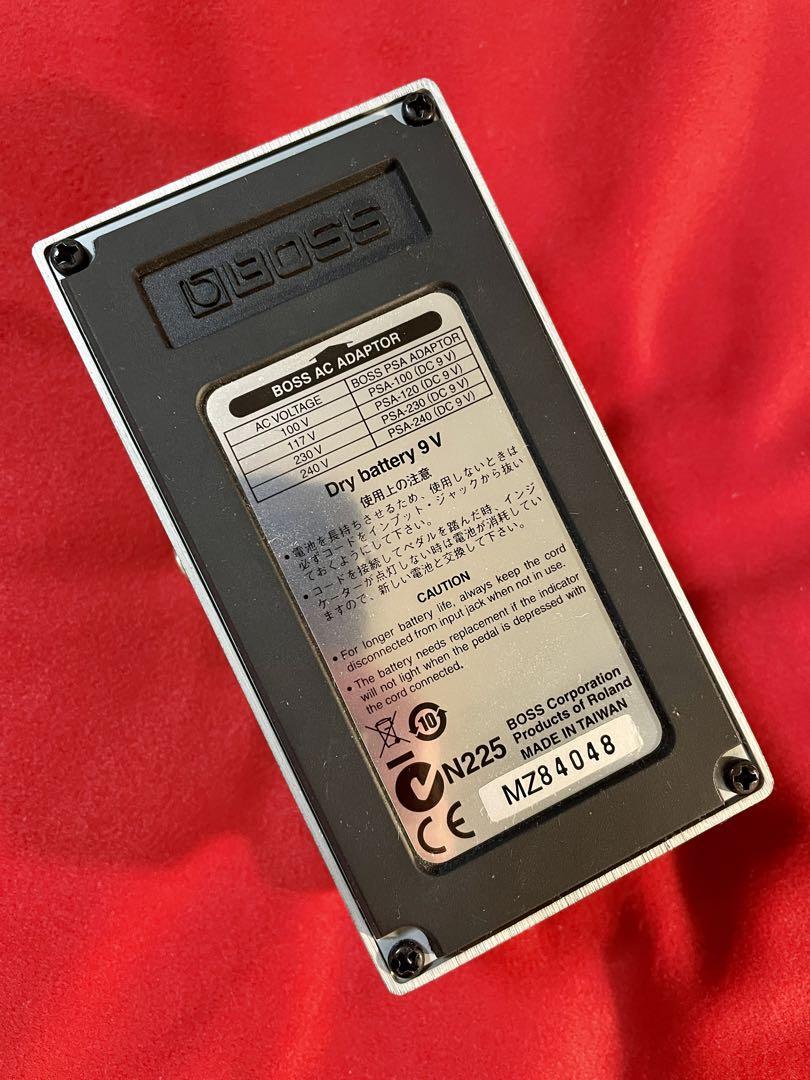 BOSS
BOSS AC ADAPTOR
AC VOLTAGE BOSS PSA ADAPTOR
100 V PSA-100 (DC 9 V)
117 V PSA-120 (DC 9 V)
230 V PSA-230 (DC 9 V)
240 V PSA-240 (DC 9 V)
Dry battery 9 V
使用上の注意
• 電池を長持ちさせるため、使用しないときは
必ずコードをインプット・ジャックから抜い
ておくようにして下さい。
• コードを接続してペダルを踏んだ時、インジ
ケーターが点灯しない時は電池が消耗してい
ますので、新しい電池と交換して下さい。
CAUTION
• For longer battery life, always keep the cord
disconnected from input jack when not in use.
• The battery needs replacement if the indicator
will not light when the pedal is depressed with
the cord connected.
10
N225
BOSS Corporation
Products of Roland
MADE IN TAIWAN
CE
MZ84048